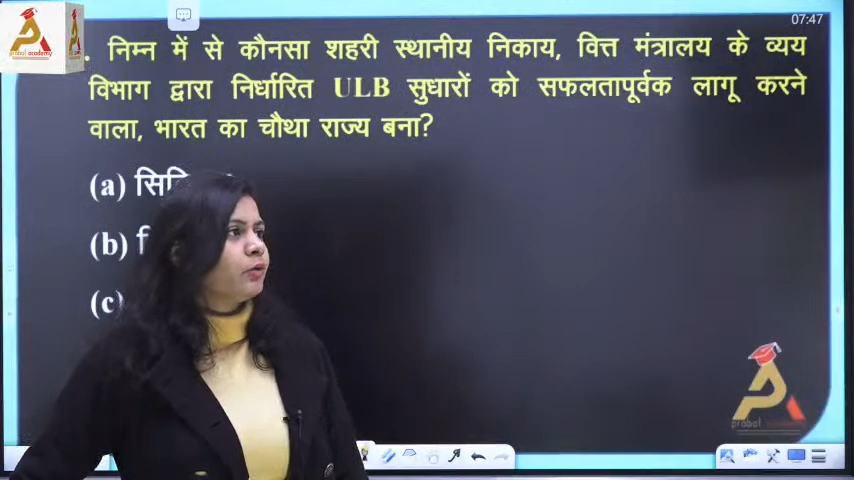 07:47
. निम्न में से कौनसा शहरी स्थानीय निकाय, वित्त मंत्रालय के व्यय
विभाग द्वारा निर्धारित ULB सुधारों को सफलतापूर्वक लागू करने
वाला, भारत का चौथा राज्य बना?
(a)
(b)
(c)